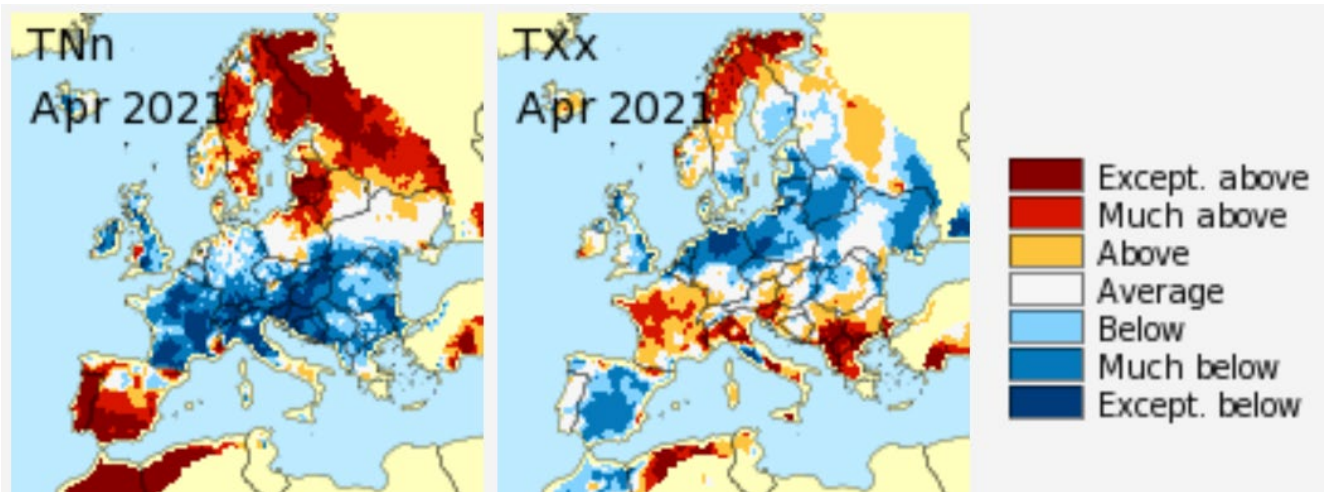 TNn
Apr 2021
TXx
Apr 2021
Except. above
Much above
Above
Average
Below
Much below
Except. below